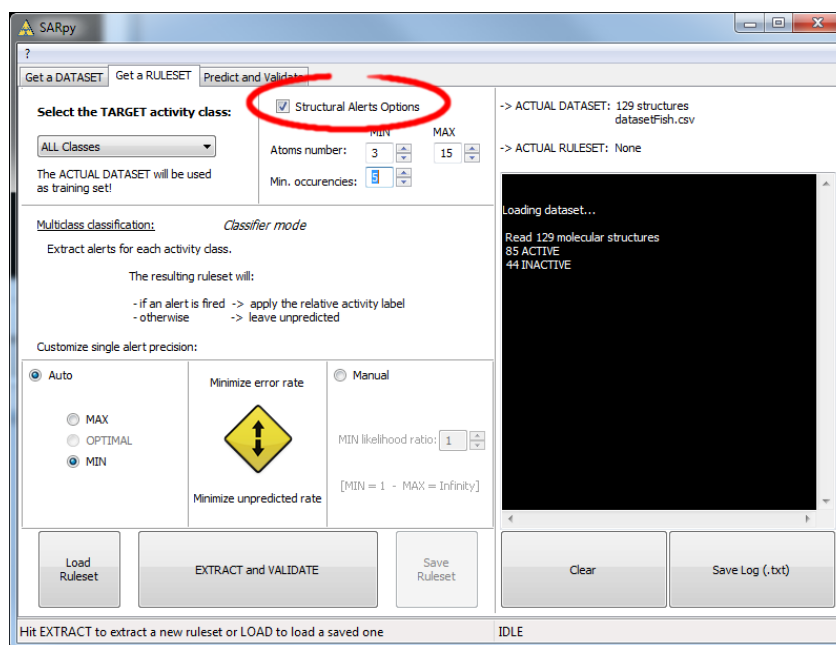 SARpy
?
Get a DATASET
Get a RULESET
Predict and Validate
Select the TARGET activity class:
ALL Classes
The ACTUAL DATASET will be used
as training set!
Structural Alerts Options
MIN MAX
Atoms number: 3 15
Min. occurencies: 5
Multiclass classification: Classifier mode
Extract alerts for each activity class.
The resulting ruleset will:
- if an alert is fired -> apply the relative activity label
- otherwise -> leave unpredicted
Customize single alert precision:
Auto
MAX
OPTIMAL
MIN
Minimize error rate
Minimize unpredicted rate
Manual
MIN likelihood ratio: 1
[MIN = 1 - MAX = Infinity]
Load
Ruleset
EXTRACT and VALIDATE
Save
Ruleset
-> ACTUAL DATASET: 129 structures
datasetFish.csv
-> ACTUAL RULESET: None
Loading dataset...
Read 129 molecular structures
85 ACTIVE
44 INACTIVE
Clear
Save Log (.txt)
Hit EXTRACT to extract a new ruleset or LOAD to load a saved one
IDLE